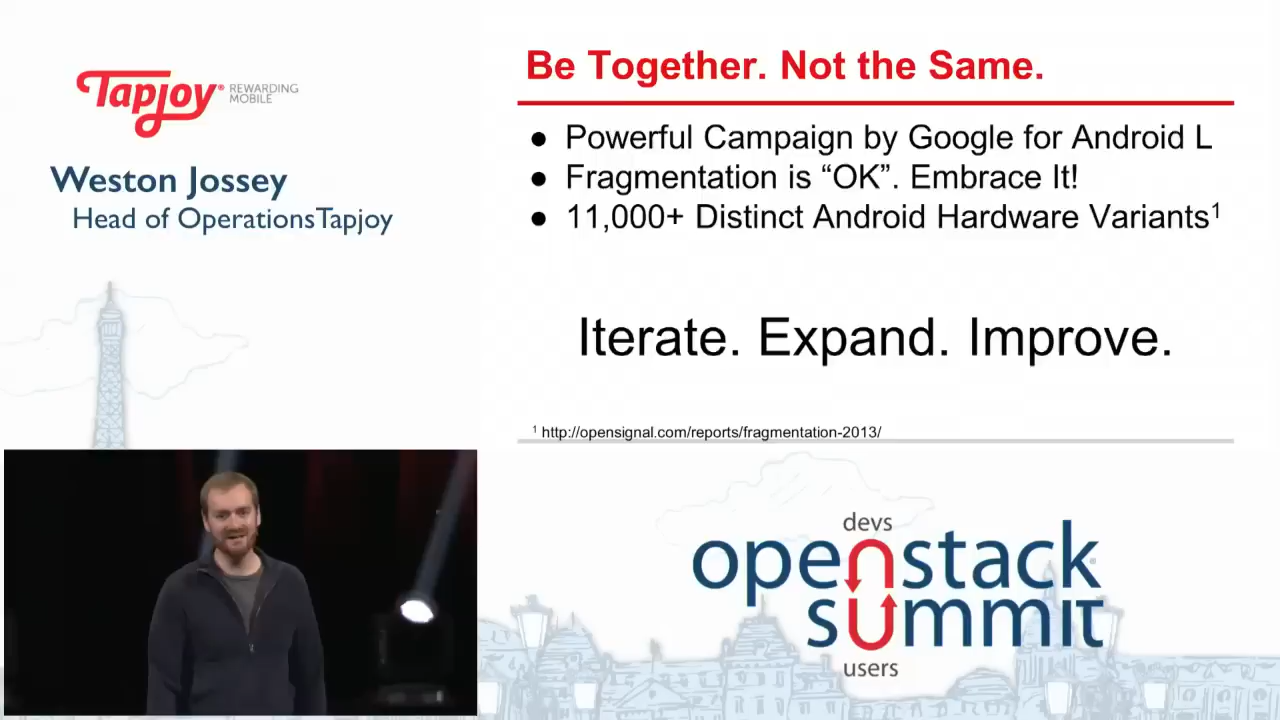 Tapjoy® REWARDING
MOBILE
Weston Jossey
Head of OperationsTapjoy
Be Together. Not the Same.
● Powerful Campaign by Google for Android L
● Fragmentation is “OK”. Embrace It!
● 11,000+ Distinct Android Hardware Variants¹
Iterate. Expand. Improve.
¹ http://opensignal.com/reports/fragmentation-2013/
devs
openstack
summit
users